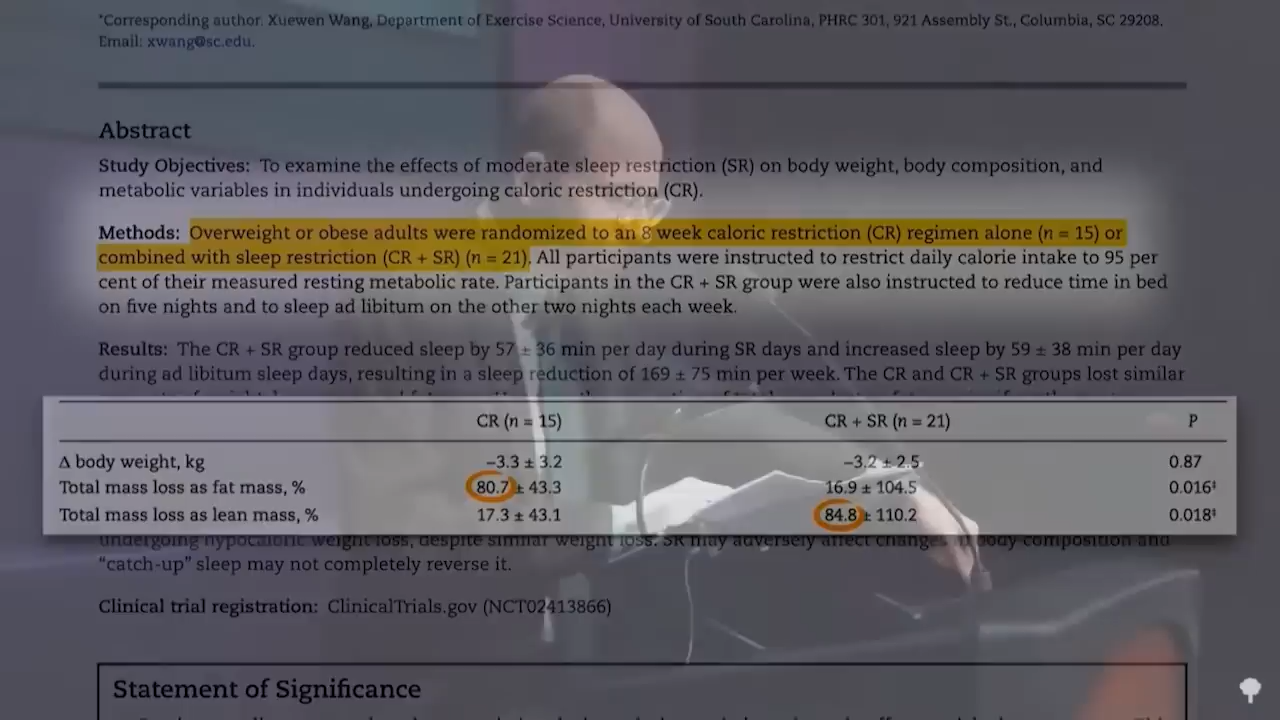 *Corresponding author. Xuewen Wang, Department of Exercise Science, University of South Carolina, PHRC 301, 921 Assembly St., Columbia, SC 29208.
Email: xwang@sc.edu.
Abstract
Study Objectives: To examine the effects of moderate sleep restriction (SR) on body weight, body composition, and
metabolic variables in individuals undergoing caloric restriction (CR).
Methods: Overweight or obese adults were randomized to an 8 week caloric restriction (CR) regimen alone (n = 15) or
combined with sleep restriction (CR + SR) (n = 21). All participants were instructed to restrict daily calorie intake to 95 per
cent of their measured resting metabolic rate. Participants in the CR + SR group were also instructed to reduce time in bed
on five nights and to sleep ad libitum on the other two nights each week.
Results: The CR + SR group reduced sleep by 57 ± 36 min per day during SR days and increased sleep by 59 ± 38 min per day
during ad libitum sleep days, resulting in a sleep reduction of 169 ± 75 min per week. The CR and CR + SR groups lost similar
CR (n = 15) CR + SR (n = 21) P
Δ body weight, kg −3.3 ± 3.2 −3.2 ± 2.5 0.87
Total mass loss as fat mass, % 80.7 ± 43.3 16.9 ± 104.5 0.016‡
Total mass loss as lean mass, % 17.3 ± 43.1 84.8 ± 110.2 0.018‡
undergoing hypocaloric weight loss, despite similar weight loss. SR may adversely affect changes in body composition and
“catch-up” sleep may not completely reverse it.
Clinical trial registration: ClinicalTrials.gov (NCT02413866)
Statement of Significance